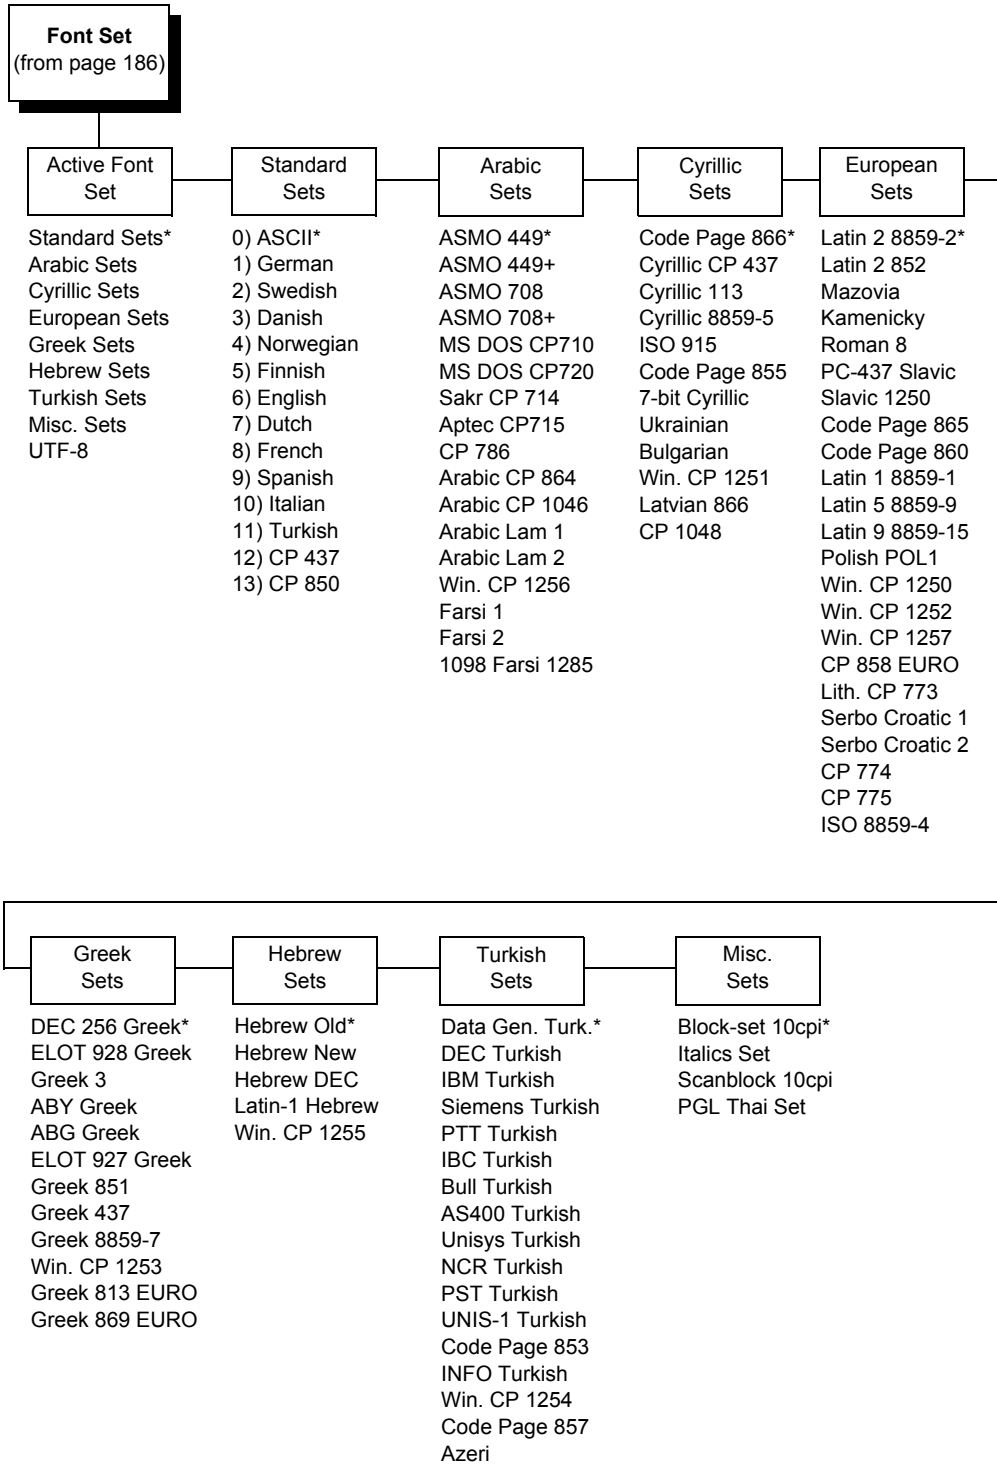 Font Set
(from page 186)
Active Font
Set
Standard Sets*
Arabic Sets
Cyrillic Sets
European Sets
Greek Sets
Hebrew Sets
Turkish Sets
Misc. Sets
UTF-8
Standard
Sets
0) ASCII*
1) German
2) Swedish
3) Danish
4) Norwegian
5) Finnish
6) English
7) Dutch
8) French
9) Spanish
10) Italian
11) Turkish
12) CP 437
13) CP 850
Arabic
Sets
ASMO 449*
ASMO 449+
ASMO 708
ASMO 708+
MS DOS CP710
MS DOS CP720
Sakr CP 714
Aptec CP715
CP 786
Arabic CP 864
Arabic CP 1046
Arabic Lam 1
Arabic Lam 2
Win. CP 1256
Farsi 1
Farsi 2
1098 Farsi 1285
Cyrillic
Sets
Code Page 866*
Cyrillic CP 437
Cyrillic 113
Cyrillic 8859-5
ISO 915
Code Page 855
7-bit Cyrillic
Ukrainian
Bulgarian
Win. CP 1251
Latvian 866
CP 1048
European
Sets
Latin 2 8859-2*
Latin 2 852
Mazovia
Kamenicky
Roman 8
PC-437 Slavic
Slavic 1250
Code Page 865
Code Page 860
Latin 1 8859-1
Latin 5 8859-9
Latin 9 8859-15
Polish POL1
Win. CP 1250
Win. CP 1252
Win. CP 1257
CP 858 EURO
Lith. CP 773
Serbo Croatic 1
Serbo Croatic 2
CP 774
CP 775
ISO 8859-4
Greek
Sets
DEC 256 Greek*
ELOT 928 Greek
Greek 3
ABY Greek
ABG Greek
ELOT 927 Greek
Greek 851
Greek 437
Greek 8859-7
Win. CP 1253
Greek 813 EURO
Greek 869 EURO
Hebrew
Sets
Hebrew Old*
Hebrew New
Hebrew DEC
Latin-1 Hebrew
Win. CP 1255
Turkish
Sets
Data Gen. Turk.*
DEC Turkish
IBM Turkish
Siemens Turkish
PTT Turkish
IBC Turkish
Bull Turkish
AS400 Turkish
Unisys Turkish
NCR Turkish
PST Turkish
UNIS-1 Turkish
Code Page 853
INFO Turkish
Win. CP 1254
Code Page 857
Azeri
Misc.
Sets
Block-set 10cpi*
Italics Set
Scanblock 10cpi
PGL Thai Set